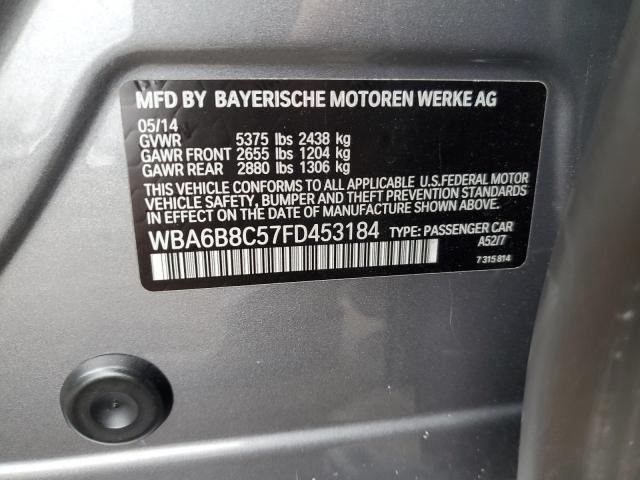 MFD BY BAYERISCHE MOTOREN WERKE AG
05/14
GVWR 5375 lbs 2438 kg
GAWR FRONT 2655 lbs 1204 kg
GAWR REAR 2880 lbs 1306 kg
THIS VEHICLE CONFORMS TO ALL APPLICABLE U.S.FEDERAL MOTOR
VEHICLE SAFETY, BUMPER, AND THEFT PREVENTION STANDARDS
IN EFFECT ON THE DATE OF MANUFACTURE SHOWN ABOVE.
WBA6B8C57FD453184 TYPE: PASSENGER CAR
A52/7
7 315 814